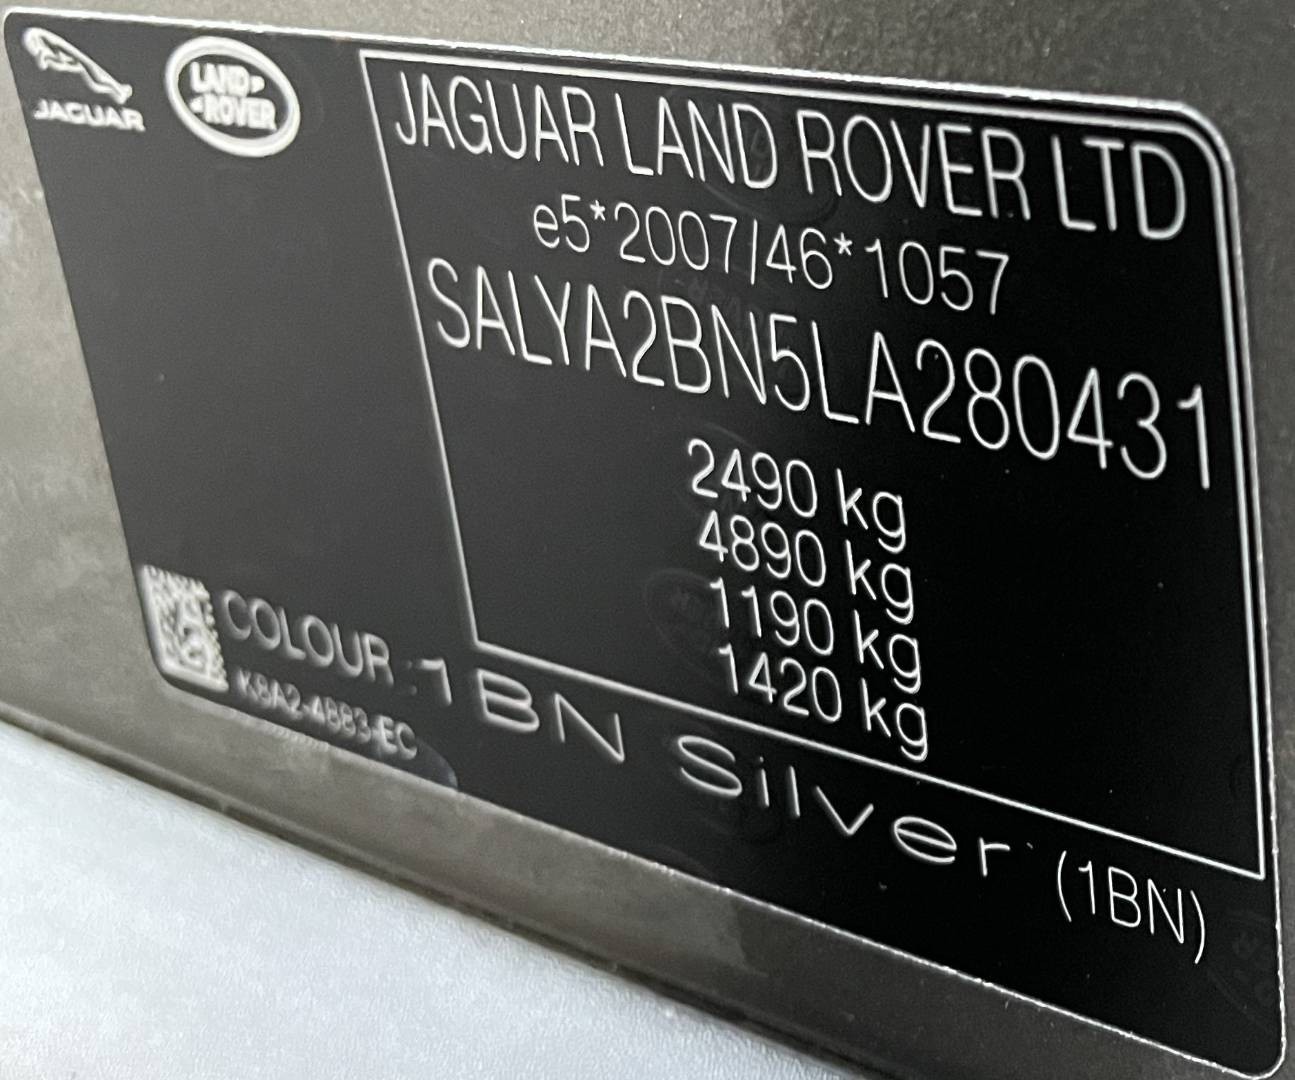 JAGUAR
LAND ROVER
JAGUAR LAND ROVER LTD
e5*2007/46*1057
SALYA2BN5LA280431
2490 kg
4890 kg
1190 kg
1420 kg
COLOUR: 1BN Silver (1BN)
K8A2-4883-EC